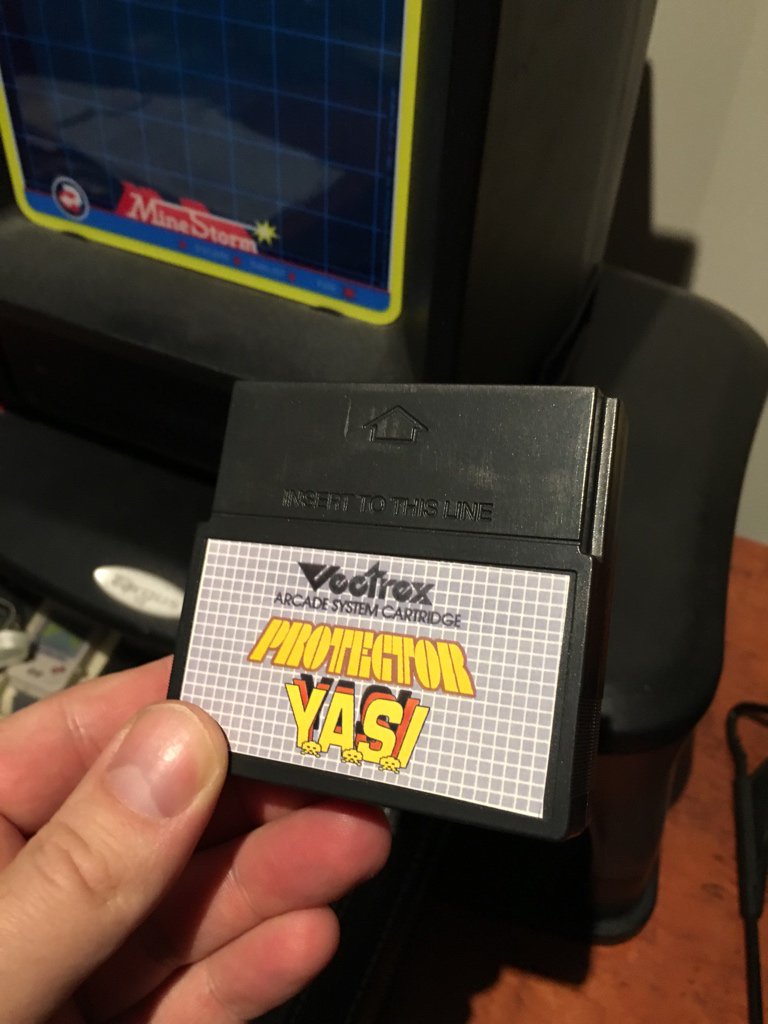 MineStorm
INSERT TO THIS LINE
Vectrex
ARCADE SYSTEM CARTRIDGE
PROTECTOR
YASI